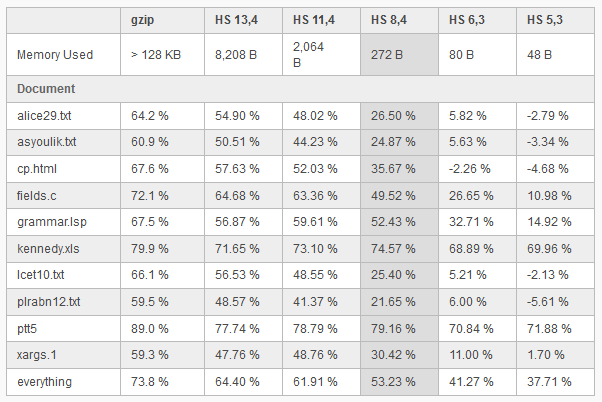 gzip HS 13,4 HS 11,4 HS 8,4 HS 6,3 HS 5,3
Memory Used > 128 KB 8,208 B 2,064 B 272 B 80 B 48 B
Document
alice29.txt 64.2 % 54.90 % 48.02 % 26.50 % 5.82 % -2.79 %
asyoulik.txt 60.9 % 50.51 % 44.23 % 24.87 % 5.63 % -3.34 %
cp.html 67.6 % 57.63 % 52.03 % 35.67 % -2.26 % -4.68 %
fields.c 72.1 % 64.68 % 63.36 % 49.52 % 26.65 % 10.98 %
grammar.lsp 67.5 % 56.87 % 59.61 % 52.43 % 32.71 % 14.92 %
kennedy.xls 79.9 % 71.65 % 73.10 % 74.57 % 68.89 % 69.96 %
lcet10.txt 66.1 % 56.53 % 48.55 % 25.40 % 5.21 % -2.13 %
plrabn12.txt 59.5 % 48.57 % 41.37 % 21.65 % 6.00 % -5.61 %
ptt5 89.0 % 77.74 % 78.79 % 79.16 % 70.84 % 71.88 %
xargs.1 59.3 % 47.76 % 48.76 % 30.42 % 11.00 % 1.70 %
everything 73.8 % 64.40 % 61.91 % 53.23 % 41.27 % 37.71 %